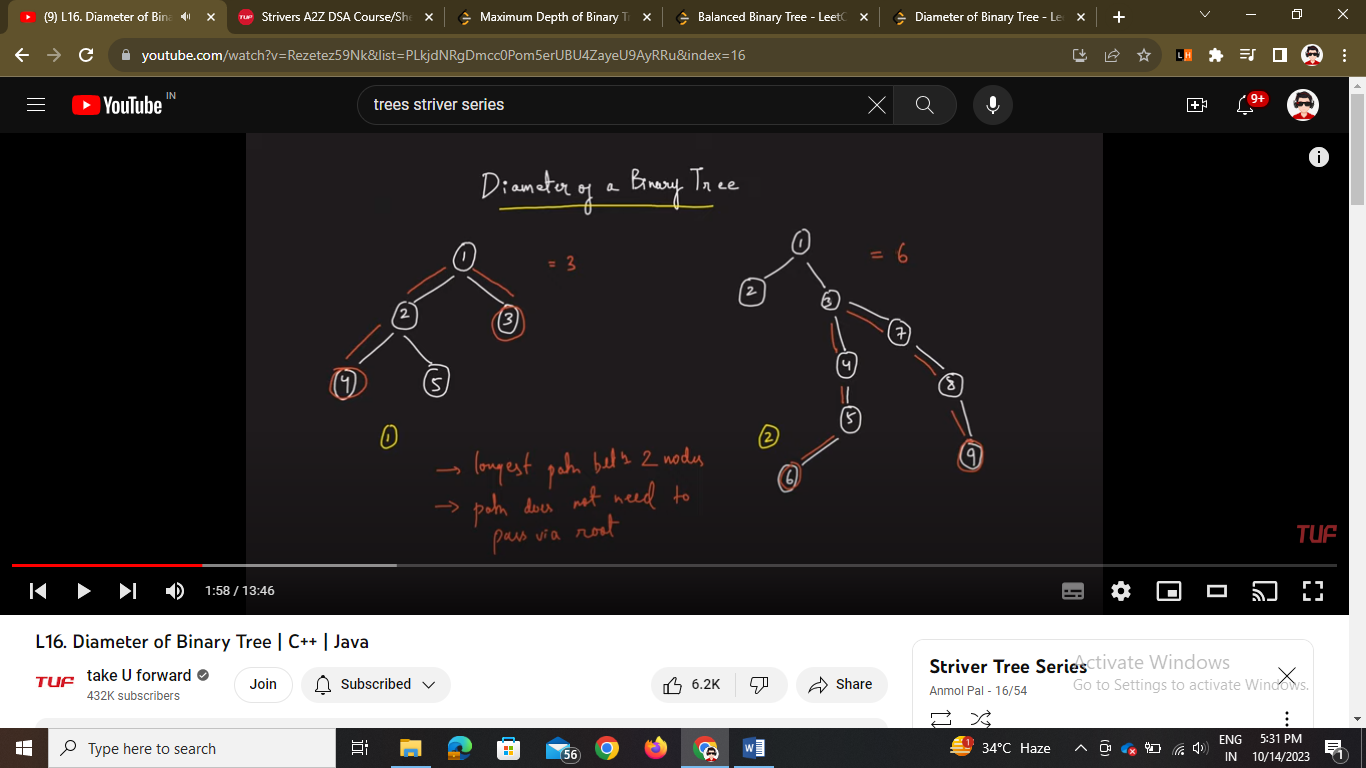 (9) L16. Diameter of Bina
Strivers A2Z DSA Course/She
Maximum Depth of Binary Tr
Balanced Binary Tree - LeetC
Diameter of Binary Tree - Le
youtube.com/watch?v=Rezetez59Nk&list=PLkjdNRgDmcc0Pom5erUBU4ZayeU9AyRRu&index=16
LH
YouTube IN
trees striver series
9+
Diameter of a Binary Tree
1
= 3
1
= 6
2
3
2
3
7
4
5
4
8
5
1
2
6
9
→ longest path betn 2 nodes
→ path does not need to
pass via root
TUF
1:58 / 13:46
L16. Diameter of Binary Tree | C++ | Java
TUF
take U forward
432K subscribers
Join
Subscribed
6.2K
Share
Striver Tree Series
Anmol Pal - 16/54
Activate Windows
Go to Settings to activate Windows.
Type here to search
56
1
34°C Haze
ENG
IN
5:31 PM
10/14/2023
1